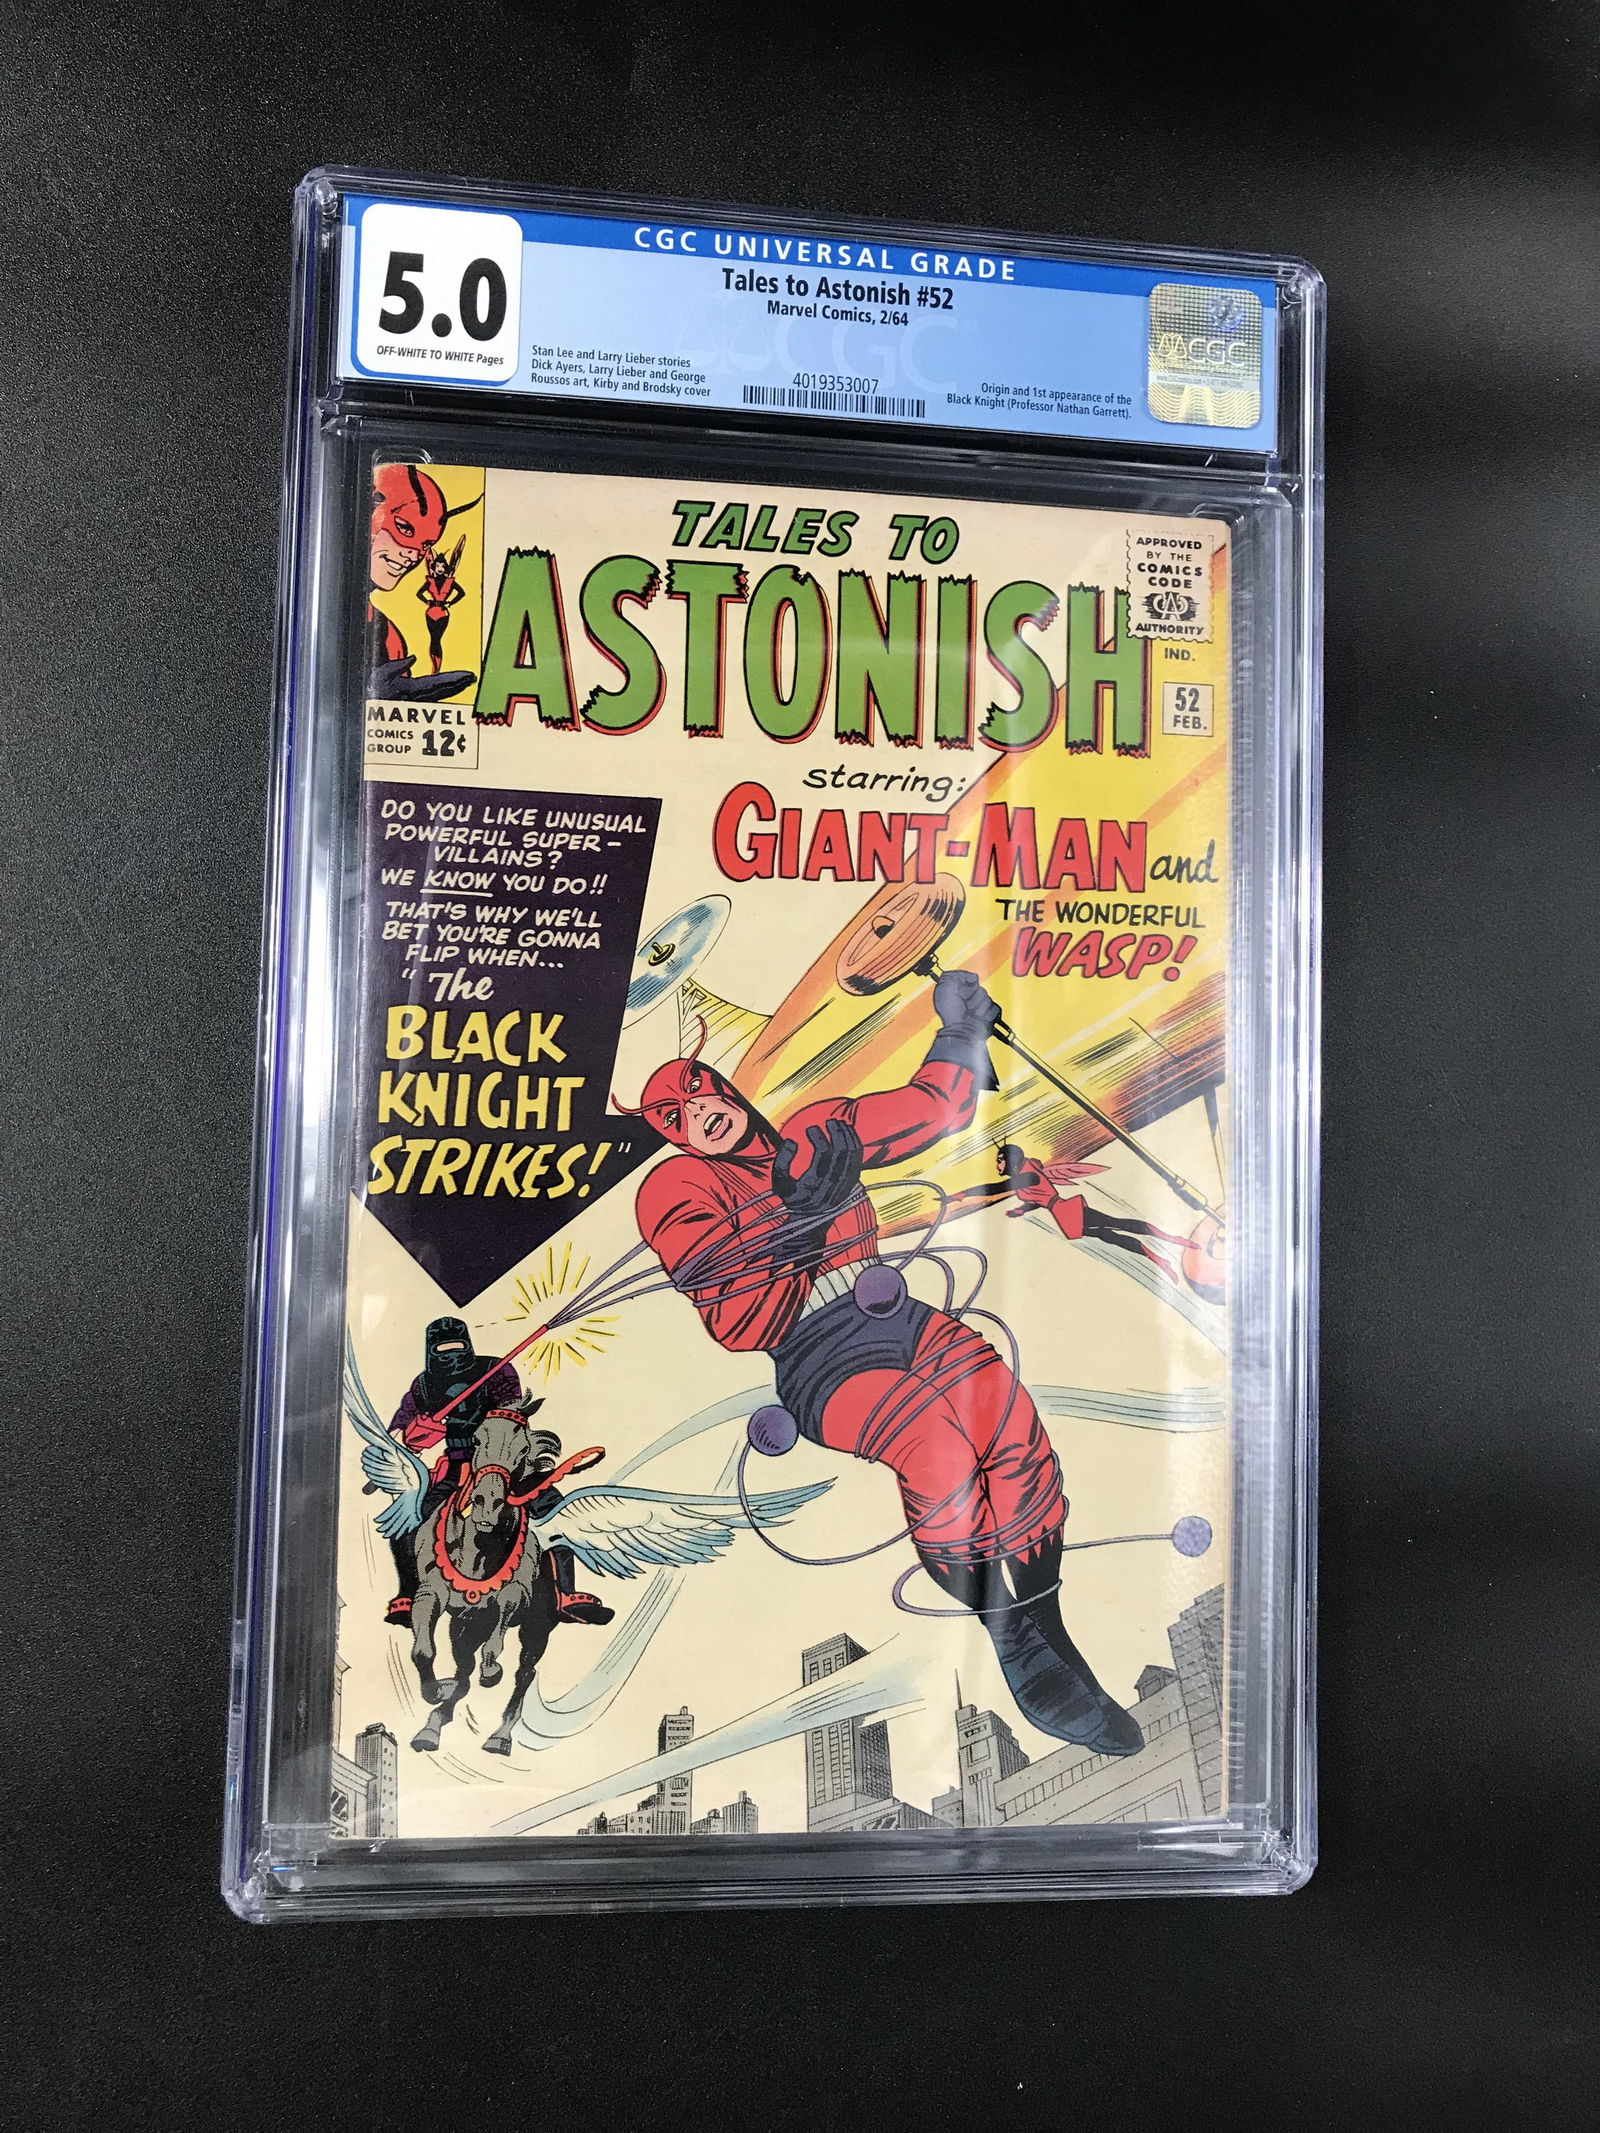 CGC UNIVERSAL GRADE
5.0
OFF-WHITE TO WHITE Pages
Tales to Astonish #52
Marvel Comics, 2/64
Stan Lee and Larry Lieber stories
Dick Ayers, Larry Lieber and George
Roussos art, Kirby and Brodsky cover
4019353007
Origin and 1st appearance of the
Black Knight (Professor Nathan Garrett).
CGC
CGC
TALES TO
ASTONISH
APPROVED
BY THE
COMICS
CODE
CA
AUTHORITY
IND.
52
FEB.
MARVEL
COMICS
GROUP
12¢
starring:
GIANT-MAN and
THE WONDERFUL
WASP!
DO YOU LIKE UNUSUAL
POWERFUL SUPER-
VILLAINS?
WE KNOW YOU DO!!
THAT'S WHY WE'LL
BET YOU'RE GONNA
FLIP WHEN...
"The
BLACK
KNIGHT
STRIKES!"